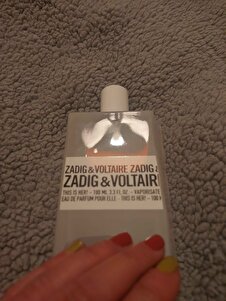 ZADIG & VOLTAIRE ZADIG &
ZADIG & VOLTAIR
THIS IS HER! - 100 ML 3.3 FL.OZ. - VAPORISATE
EAU DE PARFUM POUR ELLE - THIS IS HER! - 100 M